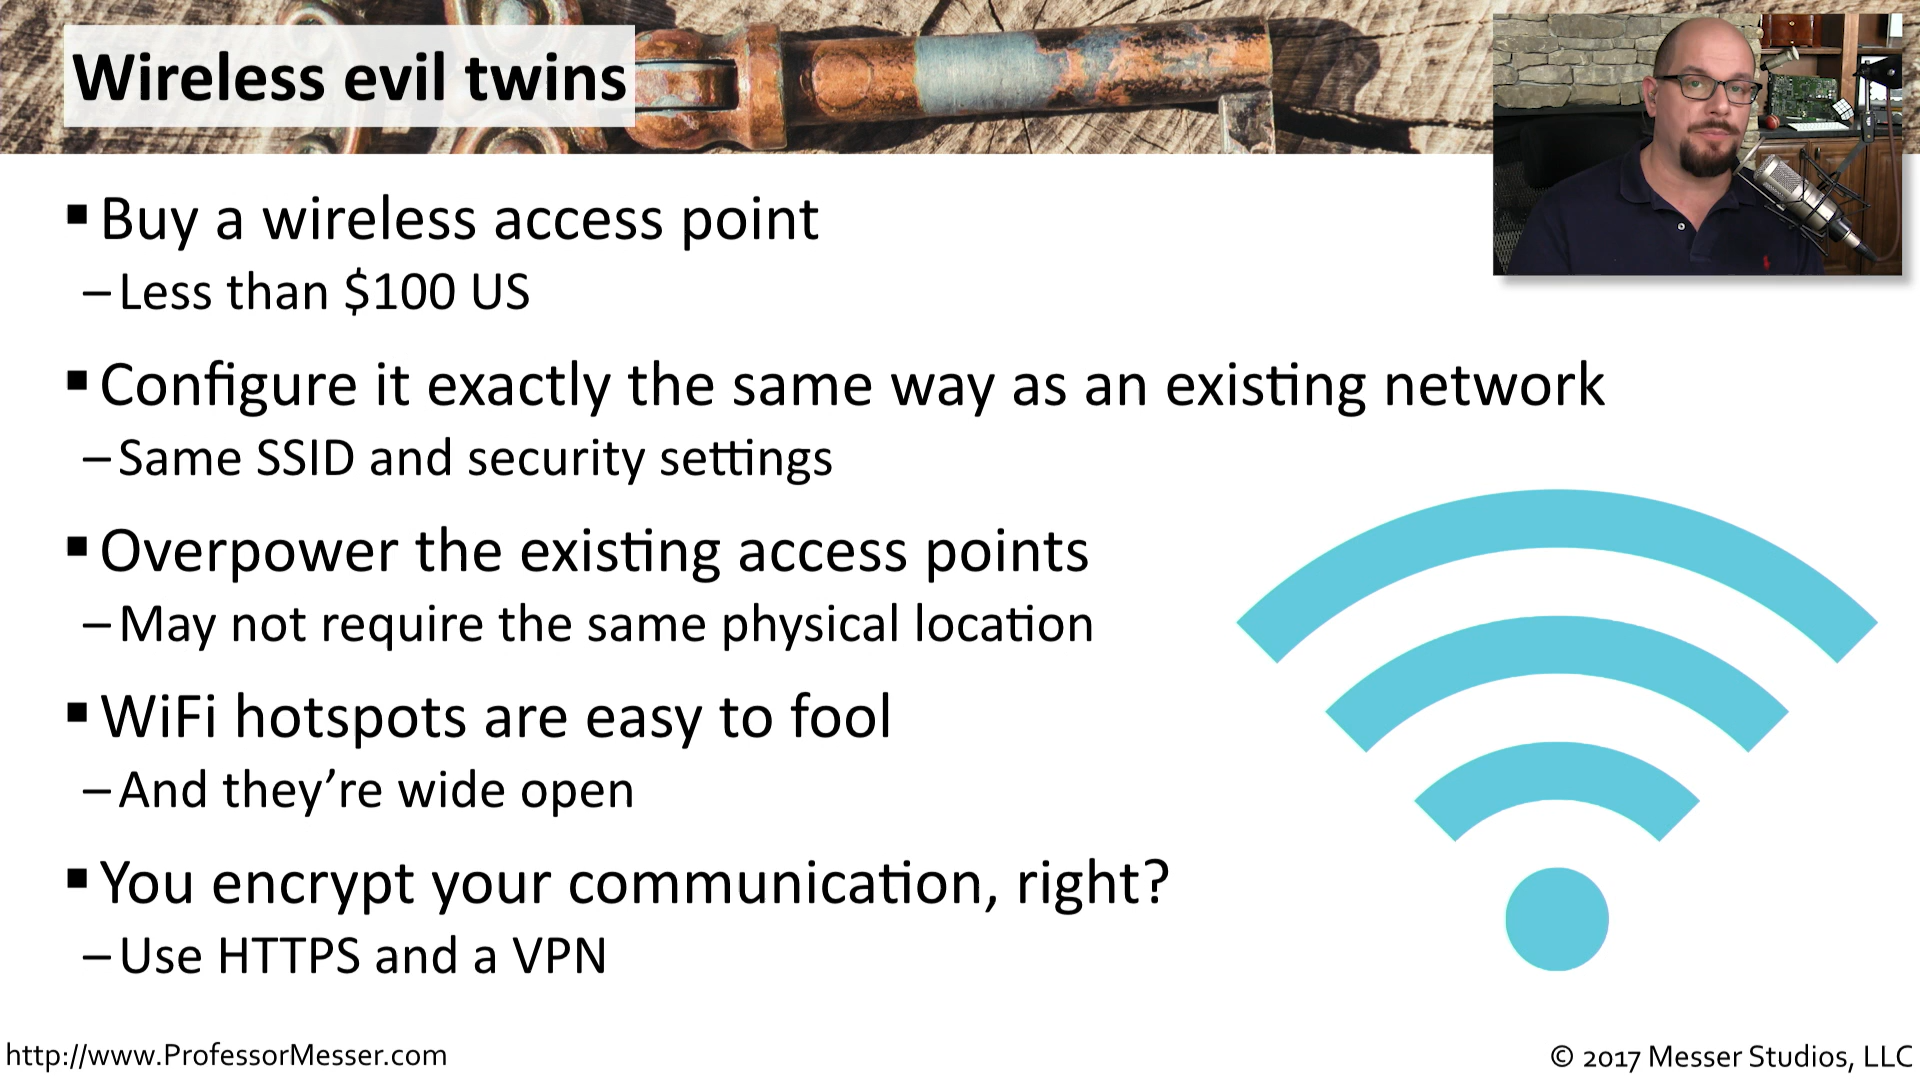 Wireless evil twins
▪ Buy a wireless access point
– Less than $100 US
▪ Configure it exactly the same way as an existing network
– Same SSID and security settings
▪ Overpower the existing access points
– May not require the same physical location
▪ WiFi hotspots are easy to fool
– And they’re wide open
▪ You encrypt your communication, right?
– Use HTTPS and a VPN
http://www.ProfessorMesser.com
© 2017 Messer Studios, LLC